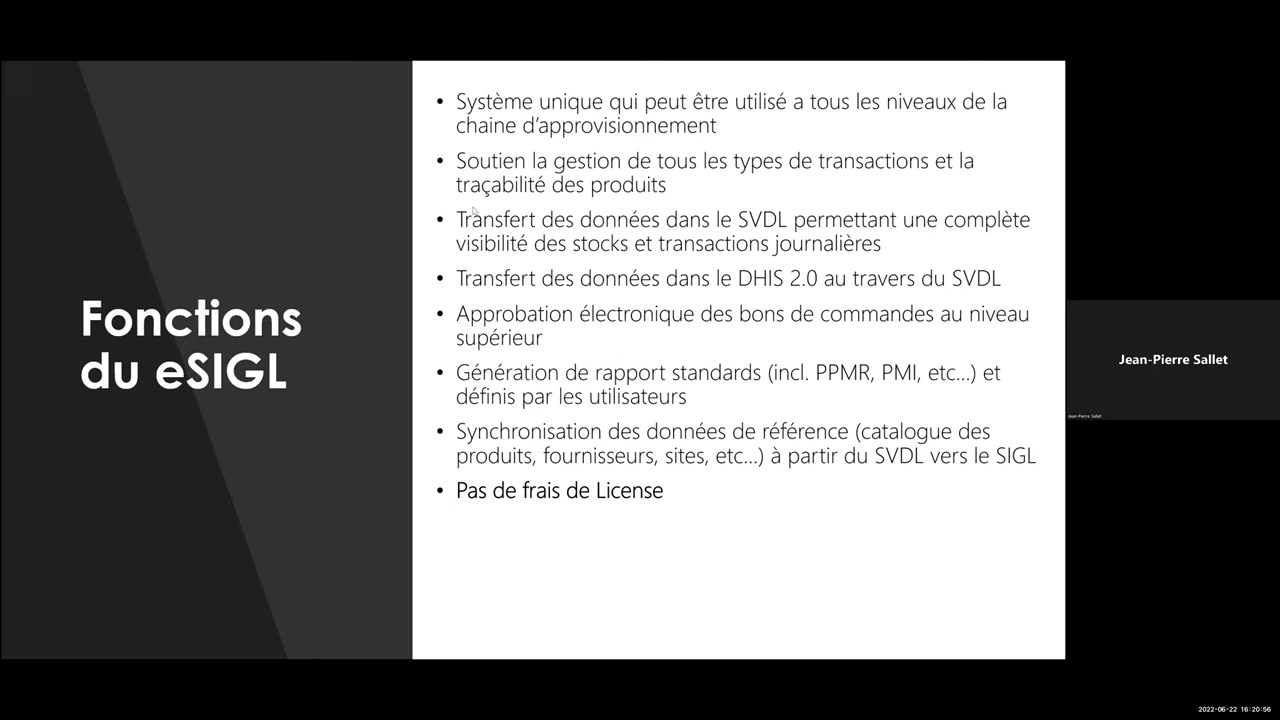 Fonctions
du eSIGL
• Système unique qui peut être utilisé a tous les niveaux de la
chaine d’approvisionnement
• Soutien la gestion de tous les types de transactions et la
traçabilité des produits
• Transfert des données dans le SVDL permettant une complète
visibilité des stocks et transactions journalières
• Transfert des données dans le DHIS 2.0 au travers du SVDL
• Approbation électronique des bons de commandes au niveau
supérieur
• Génération de rapport standards (incl. PPMR, PMI, etc...) et
définis par les utilisateurs
• Synchronisation des données de référence (catalogue des
produits, fournisseurs, sites, etc...) à partir du SVDL vers le SIGL
• Pas de frais de License
Jean-Pierre Sallet
Jean-Pierre Sallet
2022-06-22 16:20:56